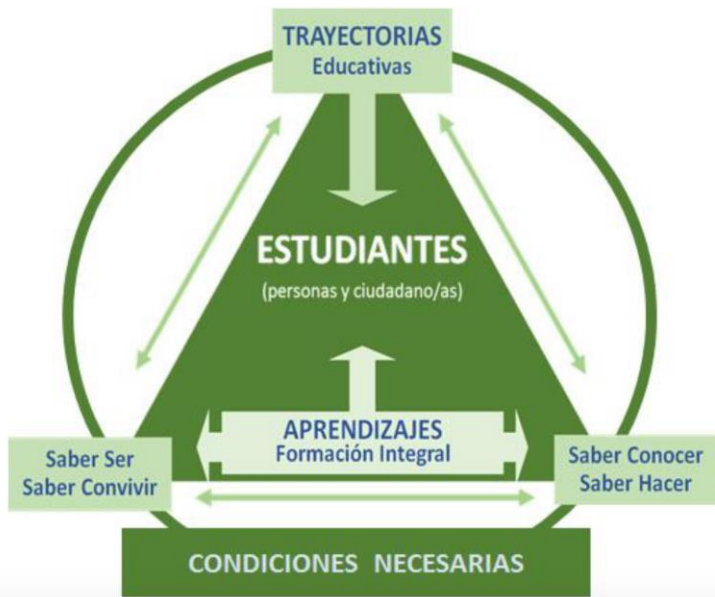 TRAYECTORIAS
Educativas
ESTUDIANTES
(personas y ciudadano/as)
APRENDIZAJES
Formación Integral
Saber Ser
Saber Convivir
Saber Conocer
Saber Hacer
CONDICIONES NECESARIAS